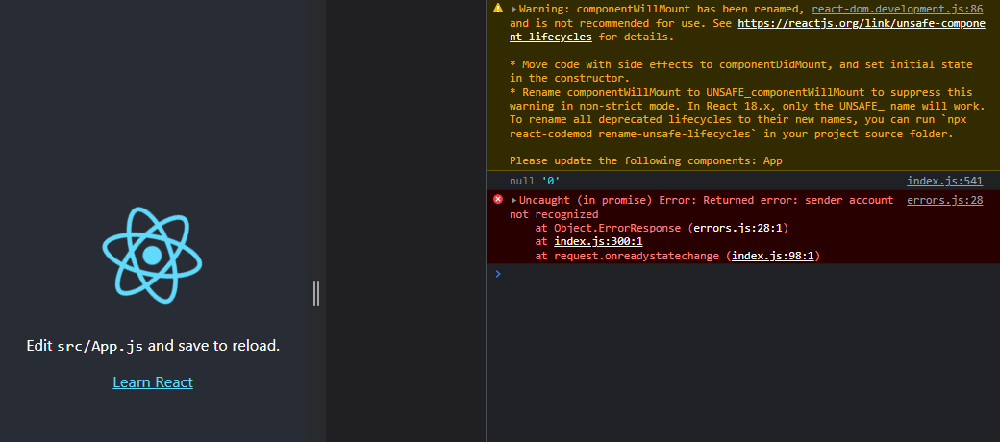 Edit src/App.js and save to reload.
Learn React
Warning: componentWillMount has been renamed, react-dom.development.js:86
and is not recommended for use. See https://reactjs.org/link/unsafe-compone
nt-lifecycles for details.
* Move code with side effects to componentDidMount, and set initial state
in the constructor.
* Rename componentWillMount to UNSAFE_componentWillMount to suppress this
warning in non-strict mode. In React 18.x, only the UNSAFE_ name will work.
To rename all deprecated lifecycles to their new names, you can run `npx
react-codemod rename-unsafe-lifecycles` in your project source folder.
Please update the following components: App
null '0' index.js:541
Uncaught (in promise) Error: Returned error: sender account errors.js:28
not recognized
at Object.ErrorResponse (errors.js:28:1)
at index.js:300:1
at request.onreadystatechange (index.js:98:1)